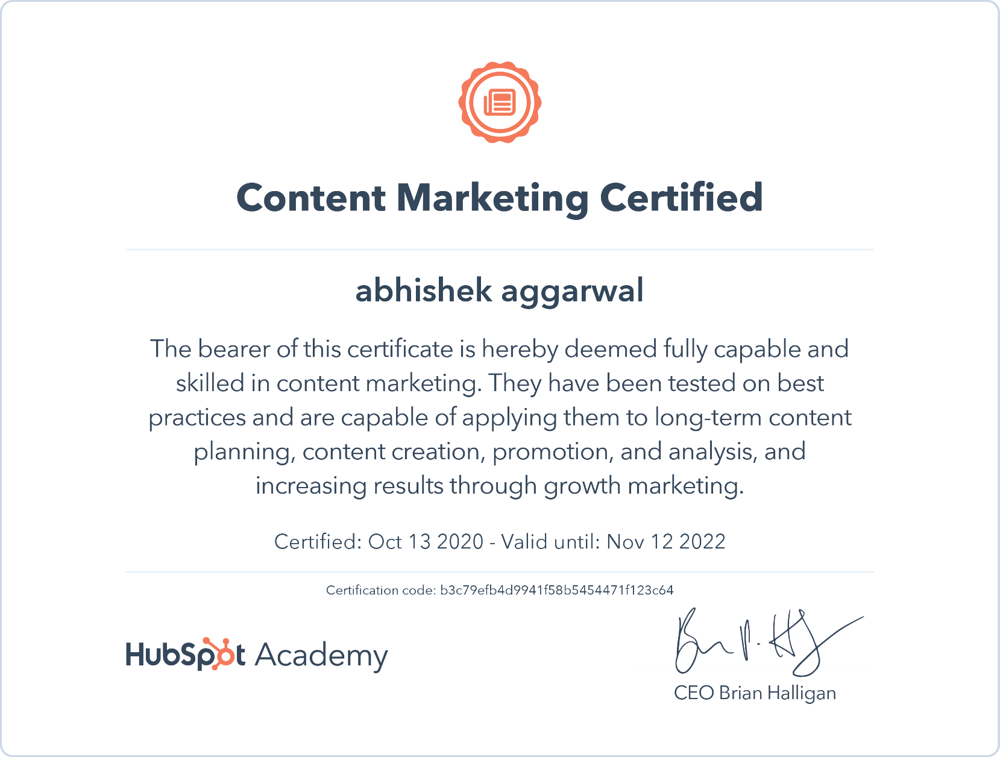 Content Marketing Certified
abhishek aggarwal
The bearer of this certificate is hereby deemed fully capable and
skilled in content marketing. They have been tested on best
practices and are capable of applying them to long-term content
planning, content creation, promotion, and analysis, and
increasing results through growth marketing.
Certified: Oct 13 2020 - Valid until: Nov 12 2022
Certification code: b3c79efb4d9941f58b5454471f123c64
HubSpot Academy
CEO Brian Halligan